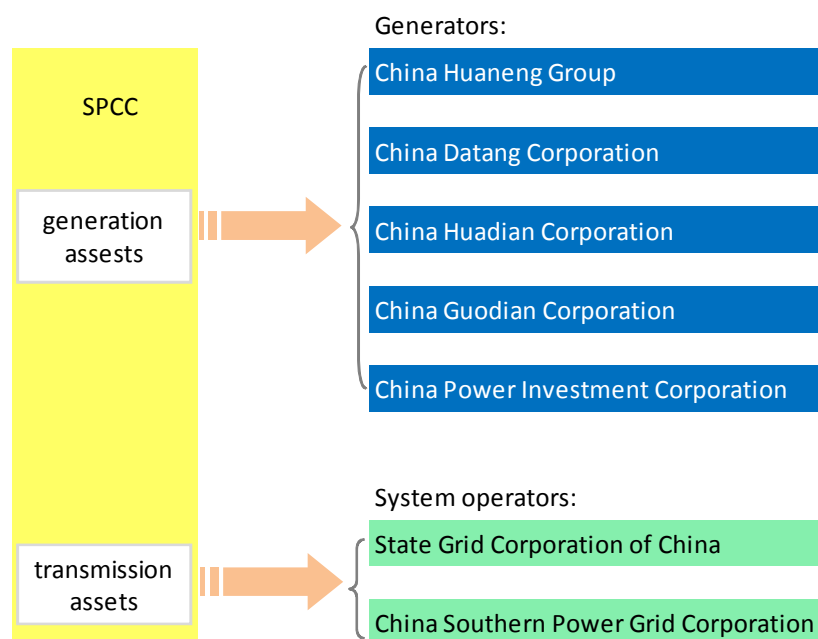 SPCC
generation
assests
transmission
assets
Generators:
China Huaneng Group
China Datang Corporation
China Huadian Corporation
China Guodian Corporation
China Power Investment Corporation
System operators:
State Grid Corporation of China
China Southern Power Grid Corporation